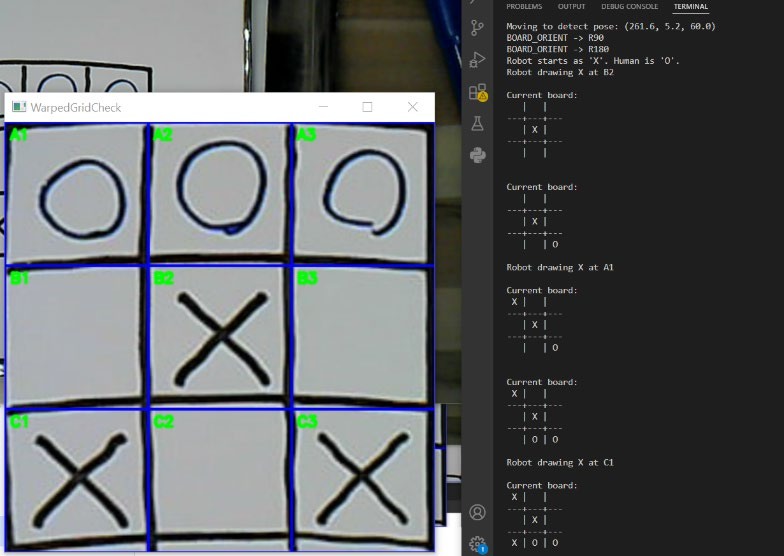 PROBLEMS OUTPUT DEBUG CONSOLE TERMINAL
Moving to detect pose: (261.6, 5.2, 60.0)
BOARD_ORIENT -> R90
BOARD_ORIENT -> R180
Robot starts as 'X'. Human is 'O'.
Robot drawing X at B2
Current board:
  |   |
---+---+---
  | X |
---+---+---
  |   |
Current board:
  |   |
---+---+---
  | X |
---+---+---
  |   | O
Robot drawing X at A1
Current board:
X |   |
---+---+---
  | X |
---+---+---
  |   | O
Current board:
X |   |
---+---+---
  | X |
---+---+---
  | O | O
Robot drawing X at C1
Current board:
X |   |
---+---+---
  | X |
---+---+---
X | O | O
WarpedGridCheck
A1 A2 A3
O O O
B1 B2 B3
X
C1 C2 C3
X X
1